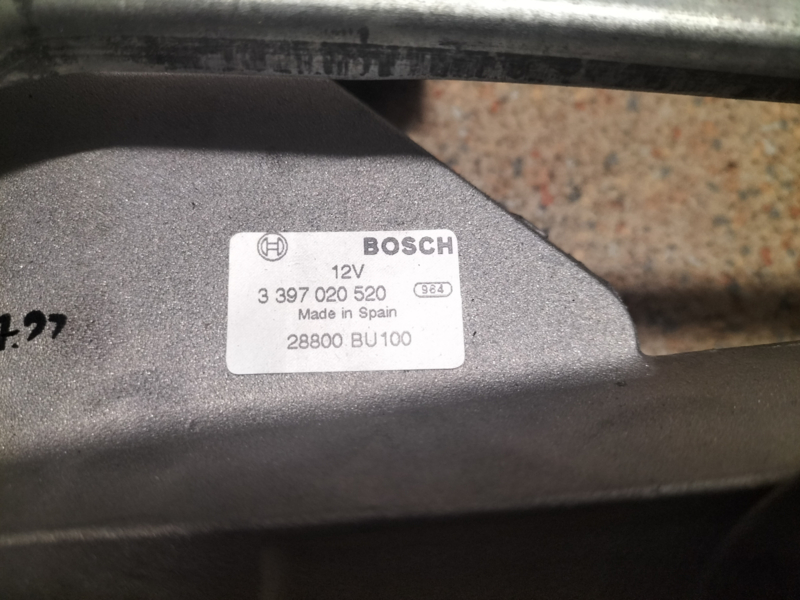 BOSCH
12V
3 397 020 520 984
Made in Spain
28800 BU100